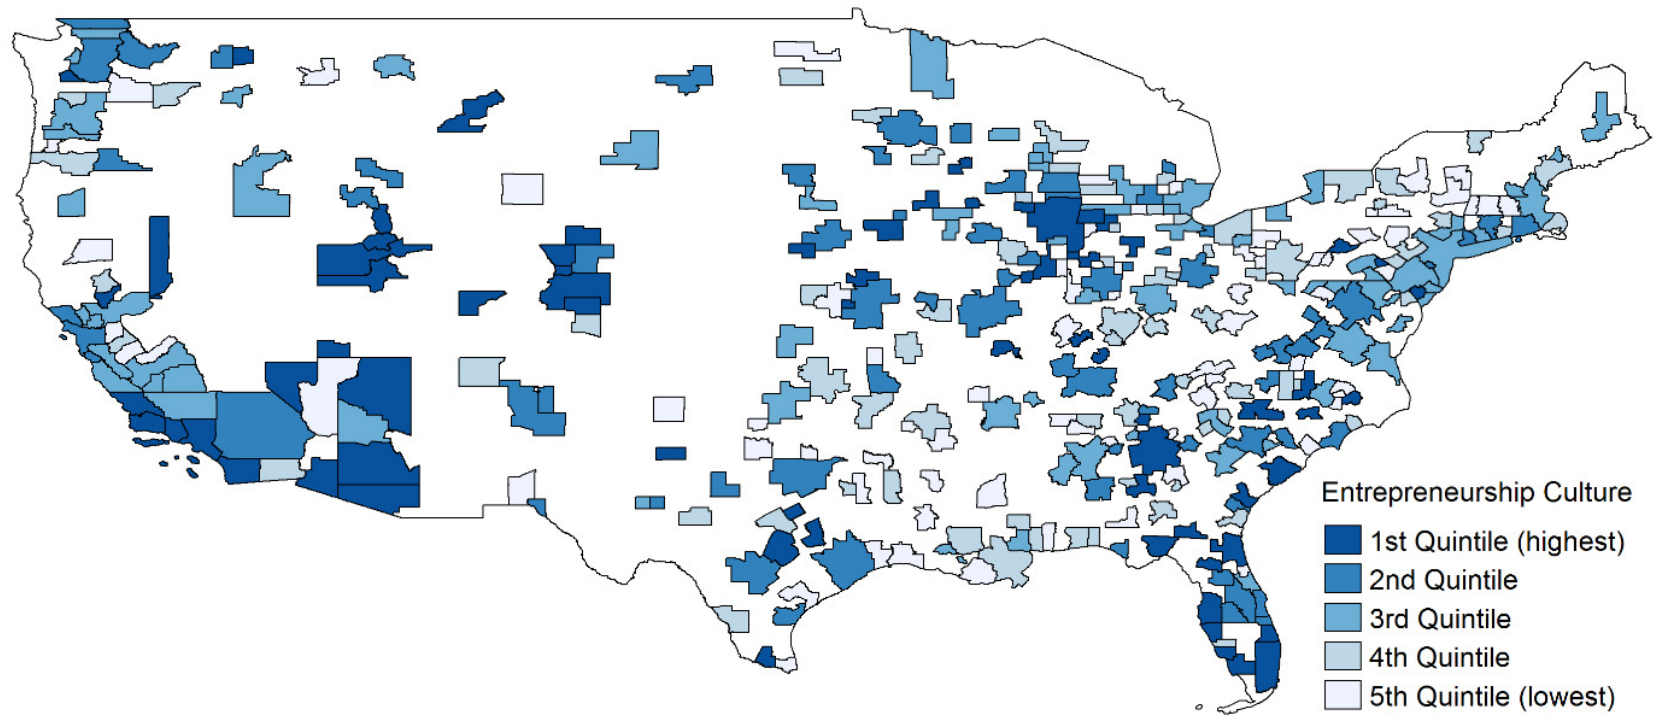 Entrepreneurship Culture
1st Quintile (highest)
2nd Quintile
3rd Quintile
4th Quintile
5th Quintile (lowest)